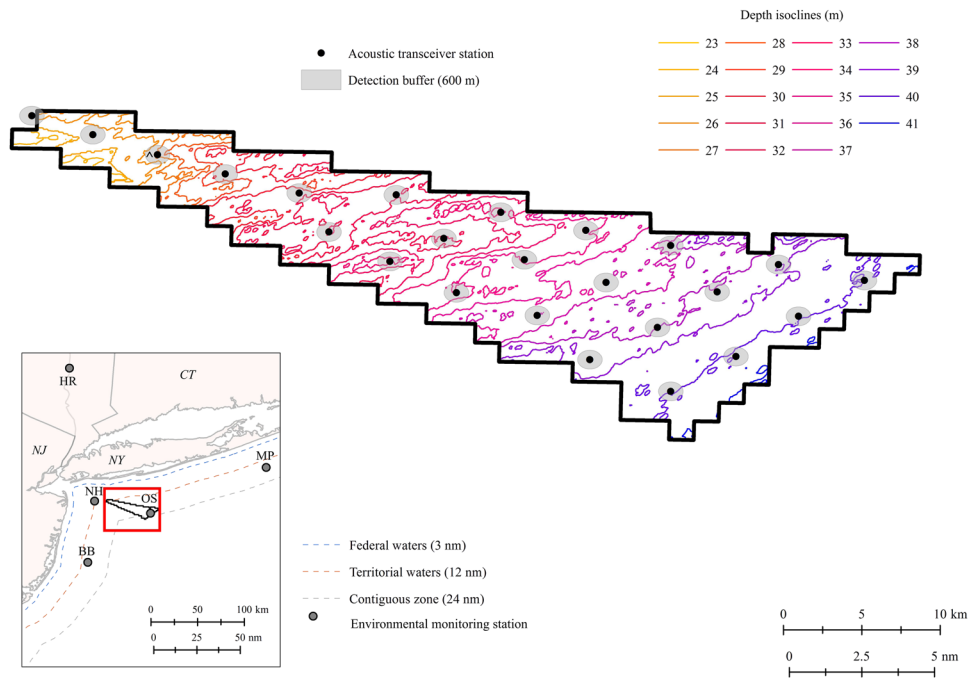 Depth isoclines (m)
Acoustic transceiver station
Detection buffer (600 m)
23 28 33 38
24 29 34 39
25 30 35 40
26 31 36 41
27 32 37
^
HR
CT
NJ
NY
MP
NH
OS
BB
0 50 100 km
0 25 50 nm
Federal waters (3 nm)
Territorial waters (12 nm)
Contiguous zone (24 nm)
Environmental monitoring station
0 5 10 km
0 2.5 5 nm